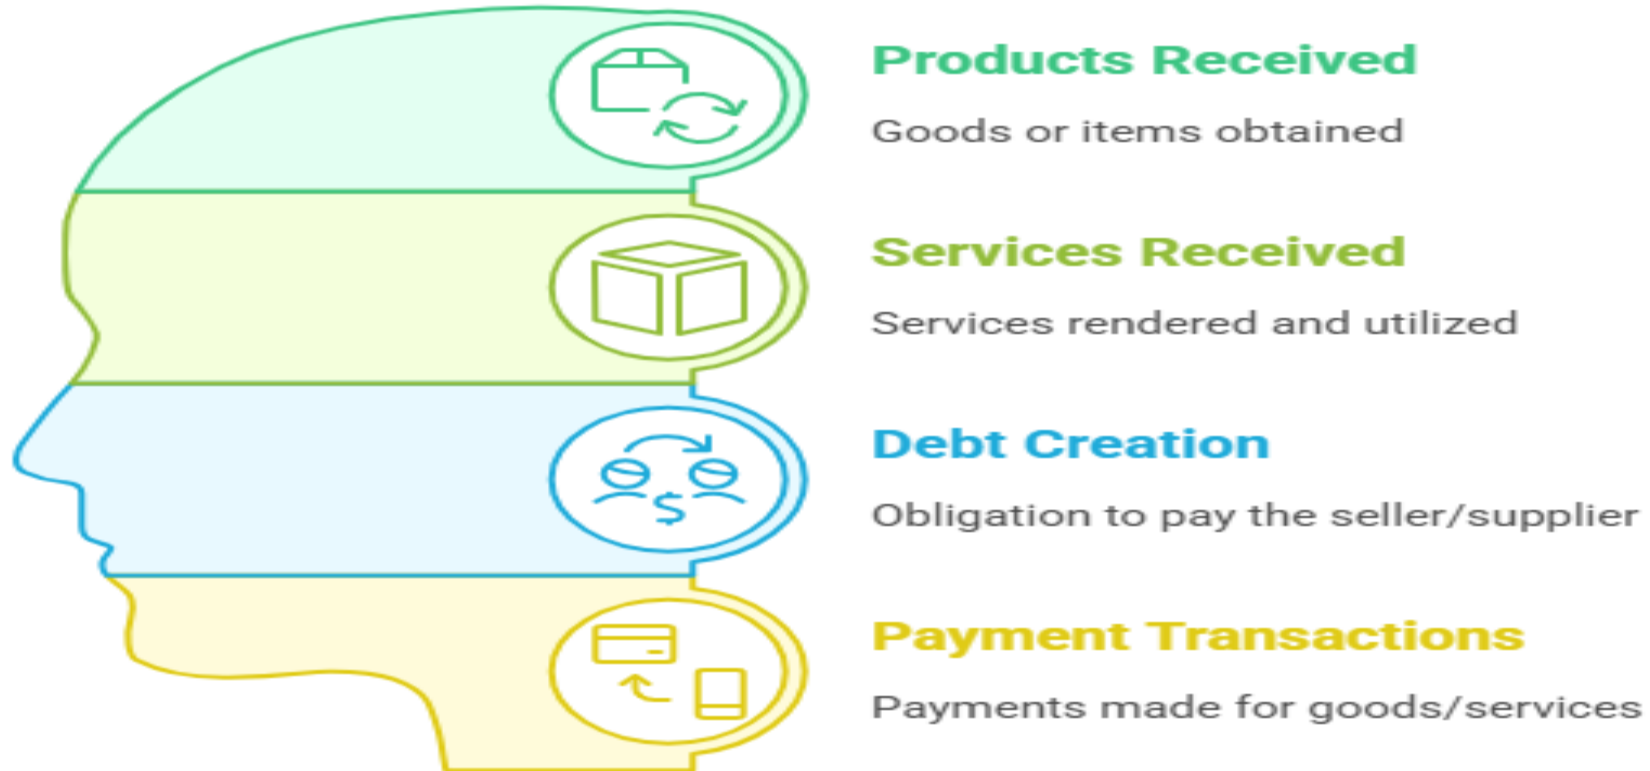 Products Received
Goods or items obtained
Services Received
Services rendered and utilized
Debt Creation
Obligation to pay the seller/supplier
Payment Transactions
Payments made for goods/services